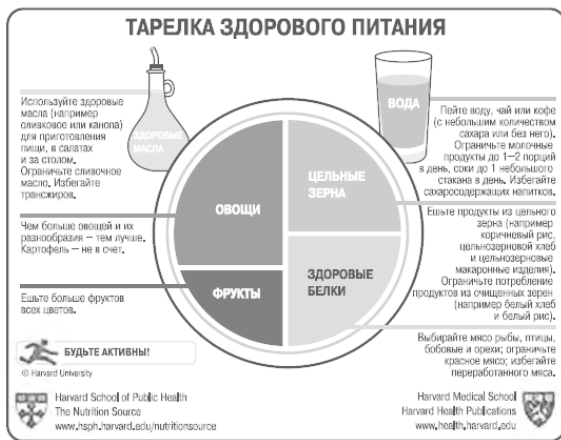 ТАРЕЛКА ЗДОРОВОГО ПИТАНИЯ
Используйте здоровые
масла (например
оливковое или канола)
для приготовления
пищи, в салатах
и за столом.
Ограничьте сливочное
масло. Избегайте
трансжиров.
ЗДОРОВЫЕ
МАСЛА
ВОДА
Пейте воду, чай или кофе
(с небольшим количеством
сахара или без него).
Ограничьте молочные
продукты до 1–2 порций
в день, соки до 1 небольшого
стакана в день. Избегайте
сахаросодержащих напитков.
ОВОЩИ
ЦЕЛЬНЫЕ
ЗЕРНА
Чем больше овощей и их
разнообразия – тем лучше.
Картофель – не в счет.
Ешьте продукты из цельного
зерна (например
коричневый рис,
цельнозерновой хлеб
и цельнозерновые
макаронные изделия).
Ограничьте потребление
продуктов из очищенных зерен
(например белый хлеб
и белый рис).
ФРУКТЫ
ЗДОРОВЫЕ
БЕЛКИ
Ешьте больше фруктов
всех цветов.
Выбирайте мясо рыбы, птицы,
бобовые и орехи; ограничьте
красное мясо; избегайте
переработанного мяса.
БУДЬТЕ АКТИВНЫ!
© Harvard University
Harvard School of Public Health
The Nutrition Source
www.hsph.harvard.edu/nutritionsource
Harvard Medical School
Harvard Health Publications
www.health.harvard.edu